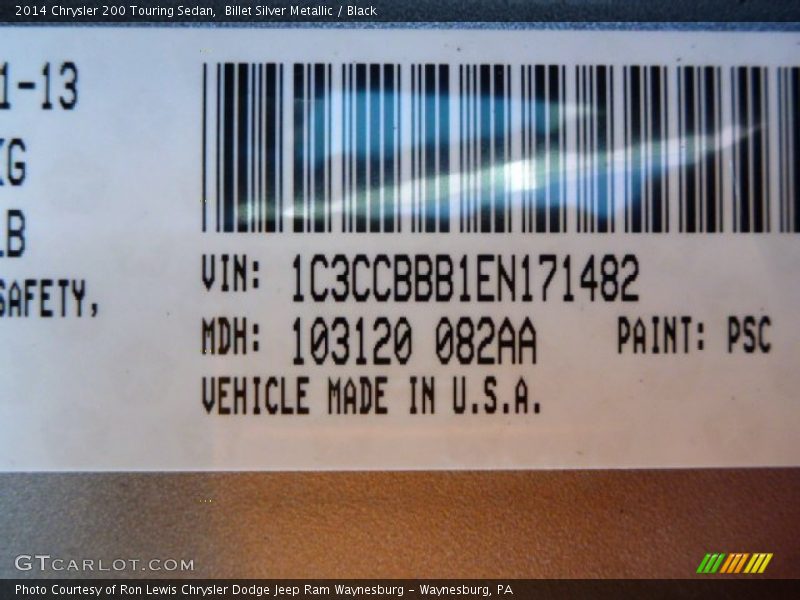 2014 Chrysler 200 Touring Sedan, Billet Silver Metallic / Black
1-13
KG
LB
SAFETY,
VIN: 1C3CCBBB1EN171482
MDH: 103120 082AA PAINT: PSC
VEHICLE MADE IN U.S.A.
GTCARLOT.COM
Photo Courtesy of Ron Lewis Chrysler Dodge Jeep Ram Waynesburg - Waynesburg, PA